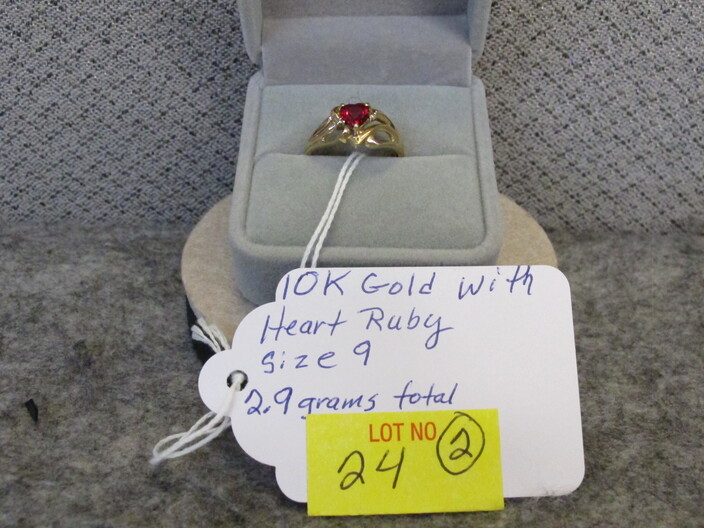 10K Gold with
Heart Ruby
Size 9
2.9 grams total
LOT NO 2
24